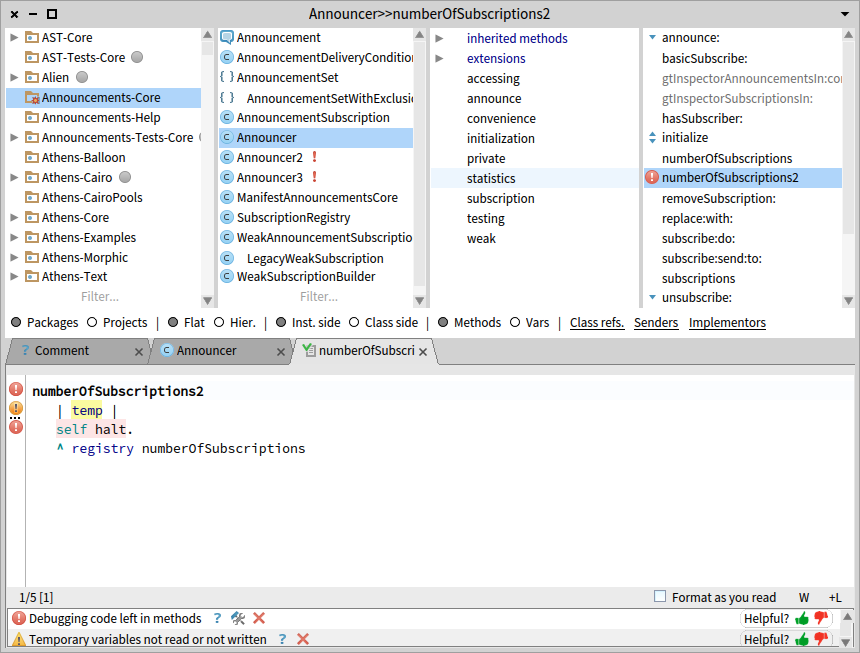 Announcer>>numberOfSubscriptions2
AST-Core
AST-Tests-Core
Alien
Announcements-Core
Announcements-Help
Announcements-Tests-Core
Athens-Balloon
Athens-Cairo
Athens-CairoPools
Athens-Core
Athens-Examples
Athens-Morphic
Athens-Text
Filter...
Announcement
AnnouncementDeliveryCondition
AnnouncementSet
AnnouncementSetWithExclusi
AnnouncementSubscription
Announcer
Announcer2
Announcer3
ManifestAnnouncementsCore
SubscriptionRegistry
WeakAnnouncementSubscriptio
LegacyWeakSubscription
WeakSubscriptionBuilder
Filter...
inherited methods
extensions
accessing
announce
convenience
initialization
private
statistics
subscription
testing
weak
announce:
basicSubscribe:
gtInspectorAnnouncementsIn:cor
gtInspectorSubscriptionsIn:
hasSubscriber:
initialize
numberOfSubscriptions
numberOfSubscriptions2
removeSubscription:
replace:with:
subscribe:do:
subscribe:send:to:
subscriptions
unsubscribe:
Packages Projects | Flat Hier. | Inst. side Class side | Methods Vars | Class refs. Senders Implementors
? Comment
C Announcer
numberOfSubscri
numberOfSubscriptions2
| temp |
self halt.
^ registry numberOfSubscriptions
1/5 [1] Format as you read W +L
Debugging code left in methods ? Helpful?
Temporary variables not read or not written ? Helpful?